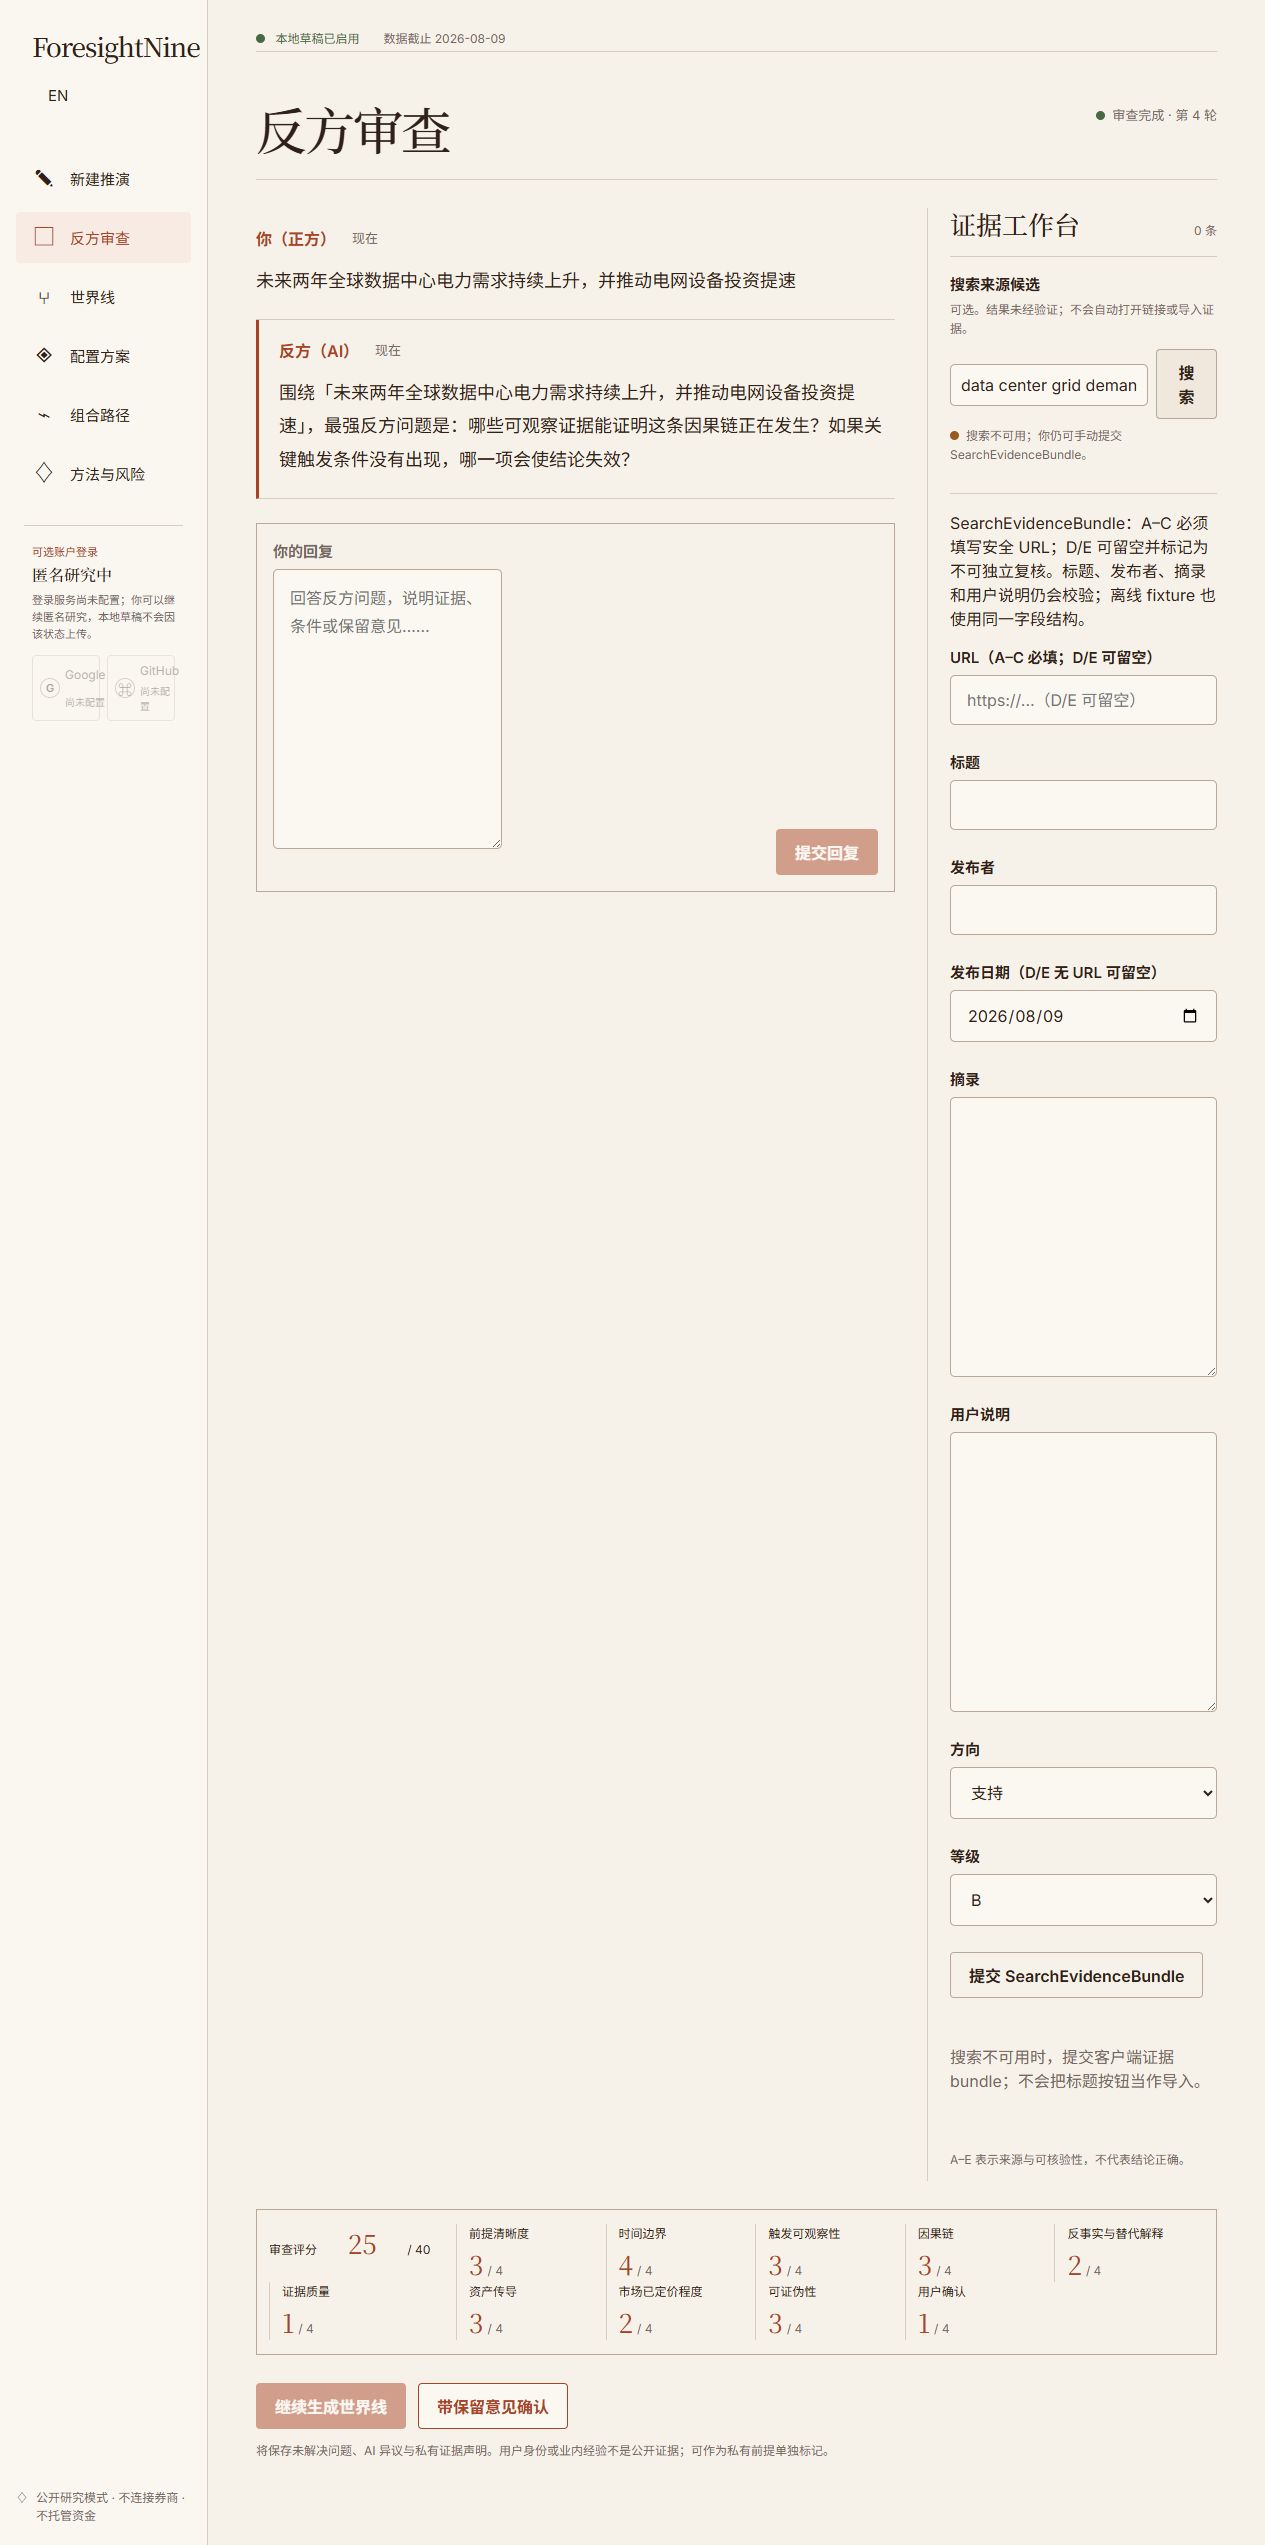 ForesightNine
EN
新建推演
反方审查
世界线
配置方案
组合路径
方法与风险
可选账户登录
匿名研究中
登录服务尚未配置；你可以继
续匿名研究，本地草稿不会因
该状态上传。
G
Google
尚未配置
GitHub
尚未配
置
公开研究模式 · 不连接券商 ·
不托管资金
本地草稿已启用 数据截止 2026-08-09
反方审查
审查完成 · 第 4 轮
你（正方） 现在
未来两年全球数据中心电力需求持续上升，并推动电网设备投资提速
反方（AI） 现在
围绕「未来两年全球数据中心电力需求持续上升，并推动电网设备投资提
速」，最强反方问题是：哪些可观察证据能证明这条因果链正在发生？如果关
键触发条件没有出现，哪一项会使结论失效？
你的回复
回答反方问题，说明证据、
条件或保留意见……
提交回复
证据工作台
0 条
搜索来源候选
可选。结果未经验证；不会自动打开链接或导入证
据。
data center grid deman
搜
索
搜索不可用；你仍可手动提交
SearchEvidenceBundle。
SearchEvidenceBundle：A–C 必须
填写安全 URL；D/E 可留空并标记为
不可独立复核。标题、发布者、摘录
和用户说明仍会校验；离线 fixture 也
使用同一字段结构。
URL（A–C 必填；D/E 可留空）
https://…（D/E 可留空）
标题
发布者
发布日期（D/E 无 URL 可留空）
2026/08/09
摘录
用户说明
方向
支持
等级
B
提交 SearchEvidenceBundle
搜索不可用时，提交客户端证据
bundle；不会把标题按钮当作导入。
A–E 表示来源与可核验性，不代表结论正确。
审查评分 25 / 40
前提清晰度
3 / 4
时间边界
4 / 4
触发可观察性
3 / 4
因果链
3 / 4
反事实与替代解释
2 / 4
证据质量
1 / 4
资产传导
3 / 4
市场已定价程度
2 / 4
可证伪性
3 / 4
用户确认
1 / 4
继续生成世界线
带保留意见确认
将保存未解决问题、AI 异议与私有证据声明。用户身份或业内经验不是公开证据；可作为私有前提单独标记。